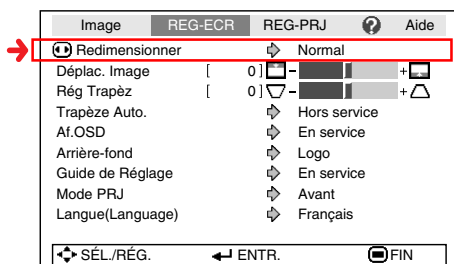 Image REG-ECR REG-PRJ ? Aide
Redimensionner Normal
Déplac. Image [ 0 ] - +
Rég Trapèz [ 0 ] - +
Trapèze Auto. Hors service
Af.OSD En service
Arrière-fond Logo
Guide de Réglage En service
Mode PRJ Avant
Langue(Language) Français
SÉL./RÉG. ENTR. FIN